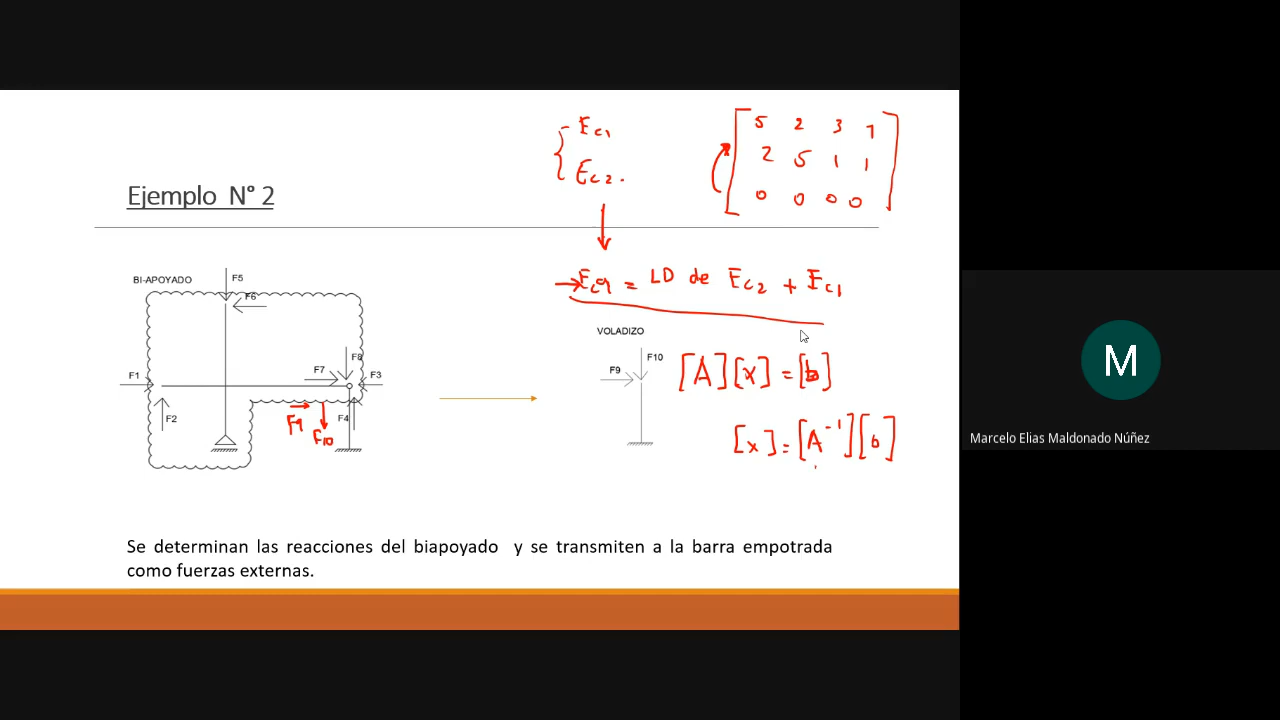 Ec1
Ec2.
5 2 3 7
2 5 1 1
0 0 0 0
Ejemplo N° 2
Ec9 = LD de Ec2 + Ec1
BI-APOYADO
F5
F6
F8
F7
F1
F3
F2
F4
F9
F10
VOLADIZO
F10
F9
[A][x] = [b]
[x] = [A⁻¹][b]
M
Marcelo Elias Maldonado Núñez
Se determinan las reacciones del biapoyado y se transmiten a la barra empotrada
como fuerzas externas.